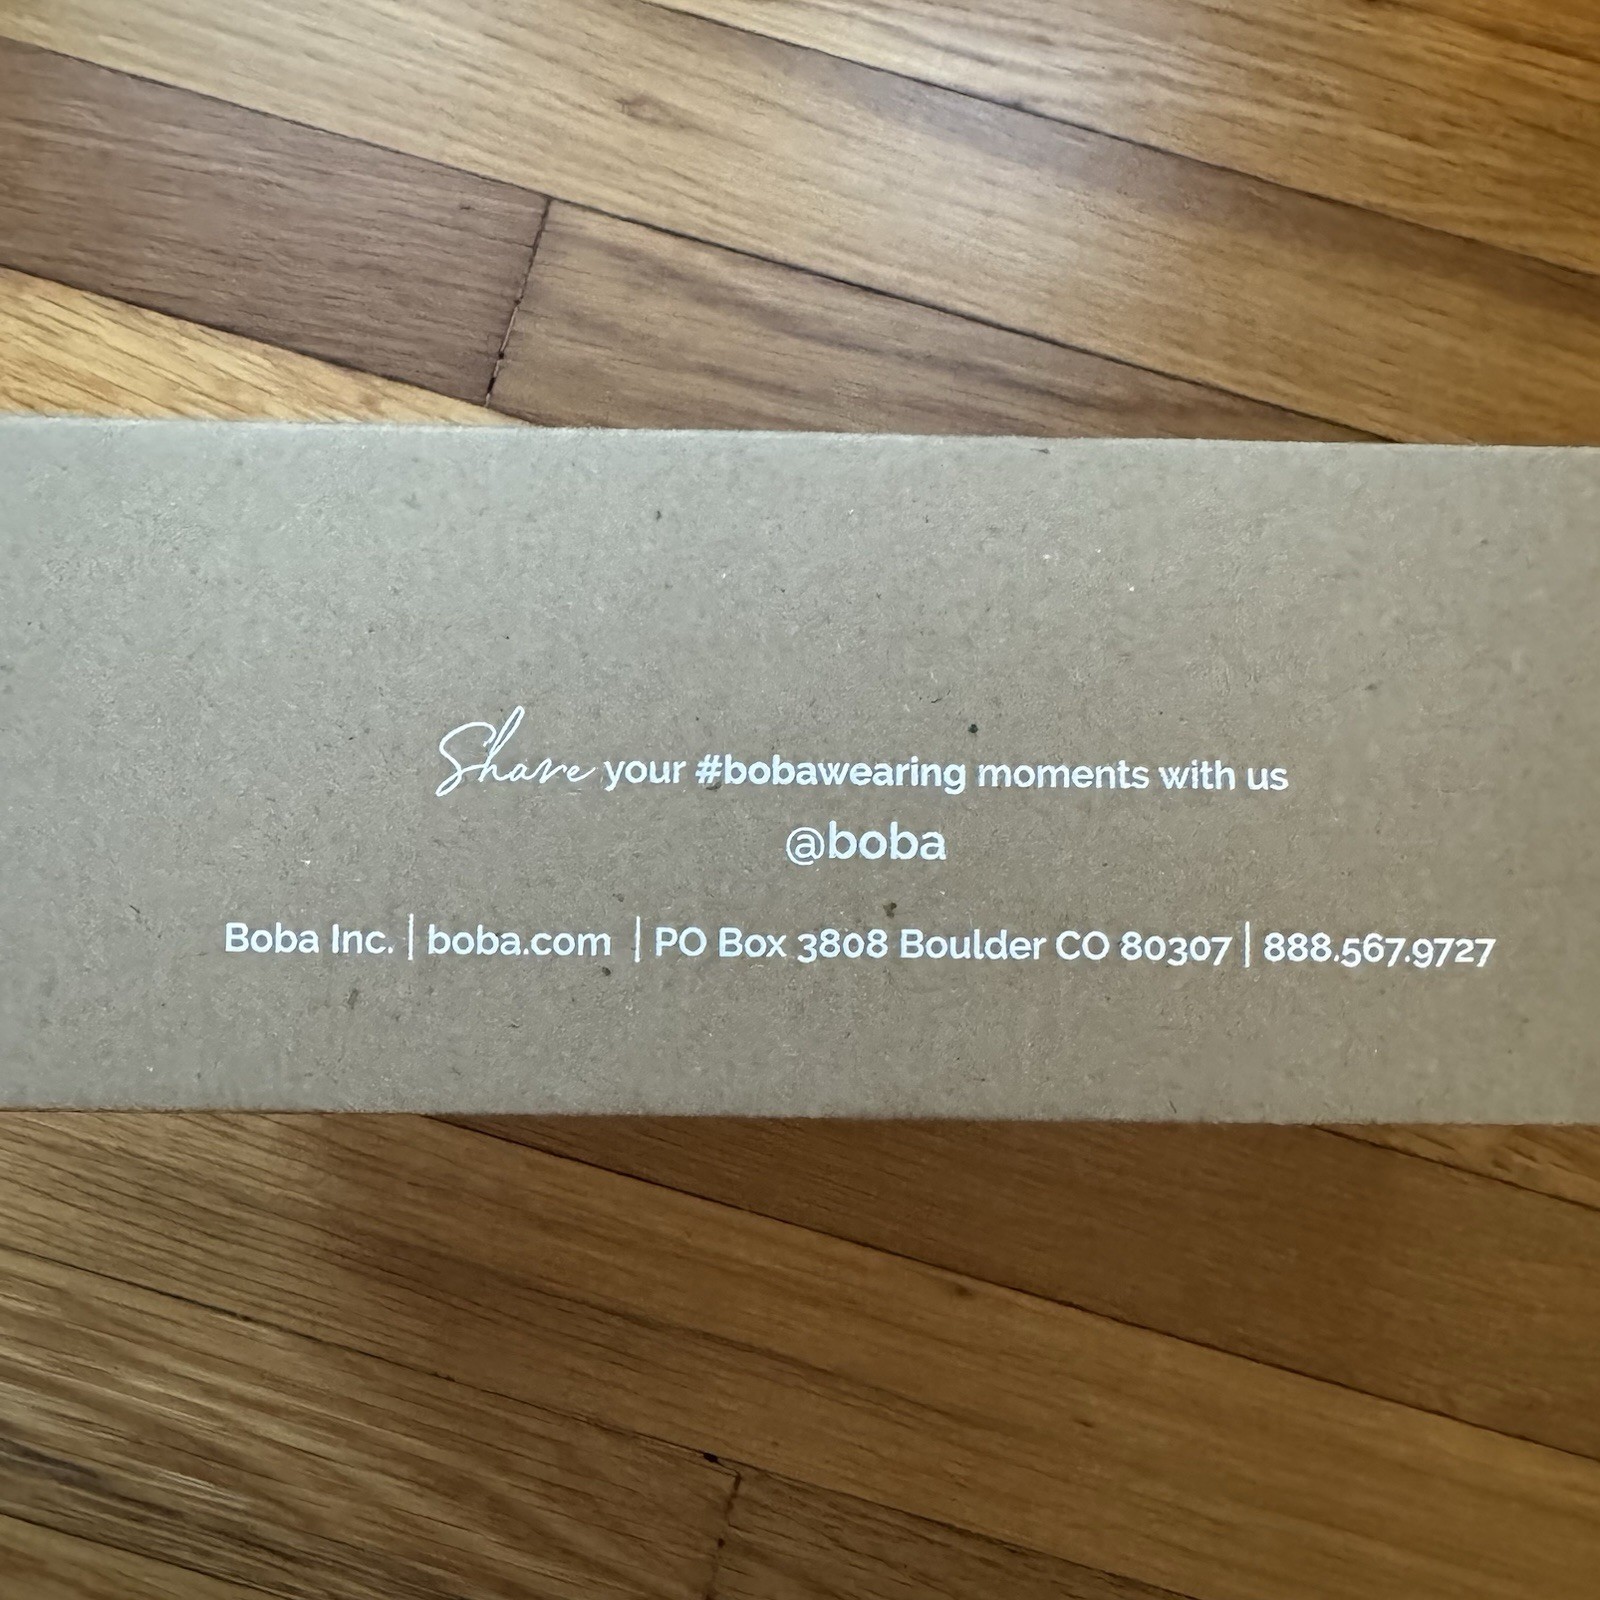 Share your #bobawearing moments with us
@boba
Boba Inc. | boba.com | PO Box 3808 Boulder CO 80307 | 888.567.9727